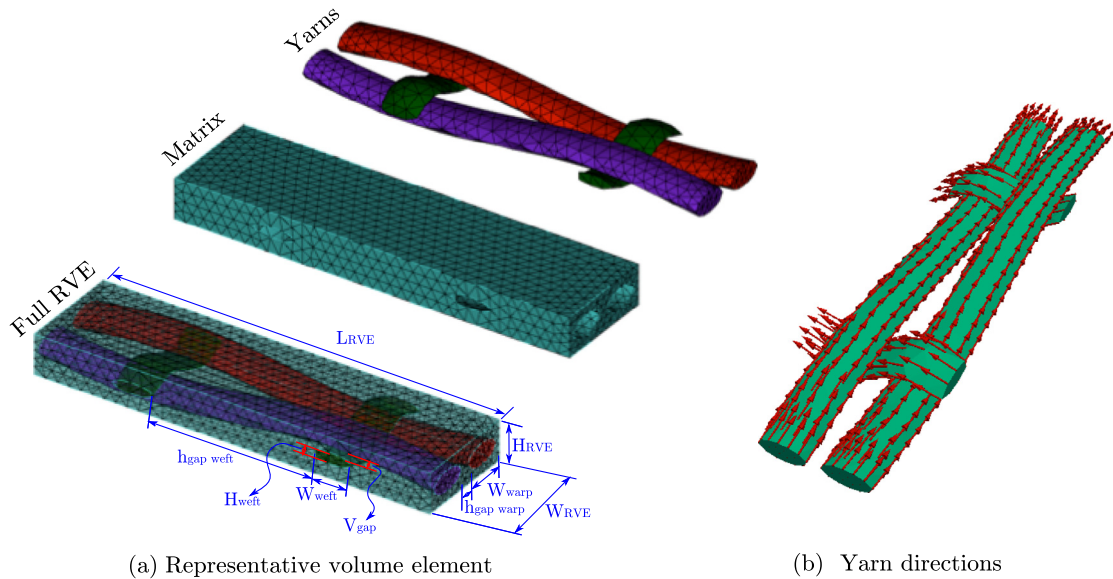 Yarns
Matrix
Full RVE
LRVE
HRVE
hgap weft
Wweft
Hweft
Vgap
Wwarp
hgap warp
WRVE
(a) Representative volume element
(b) Yarn directions